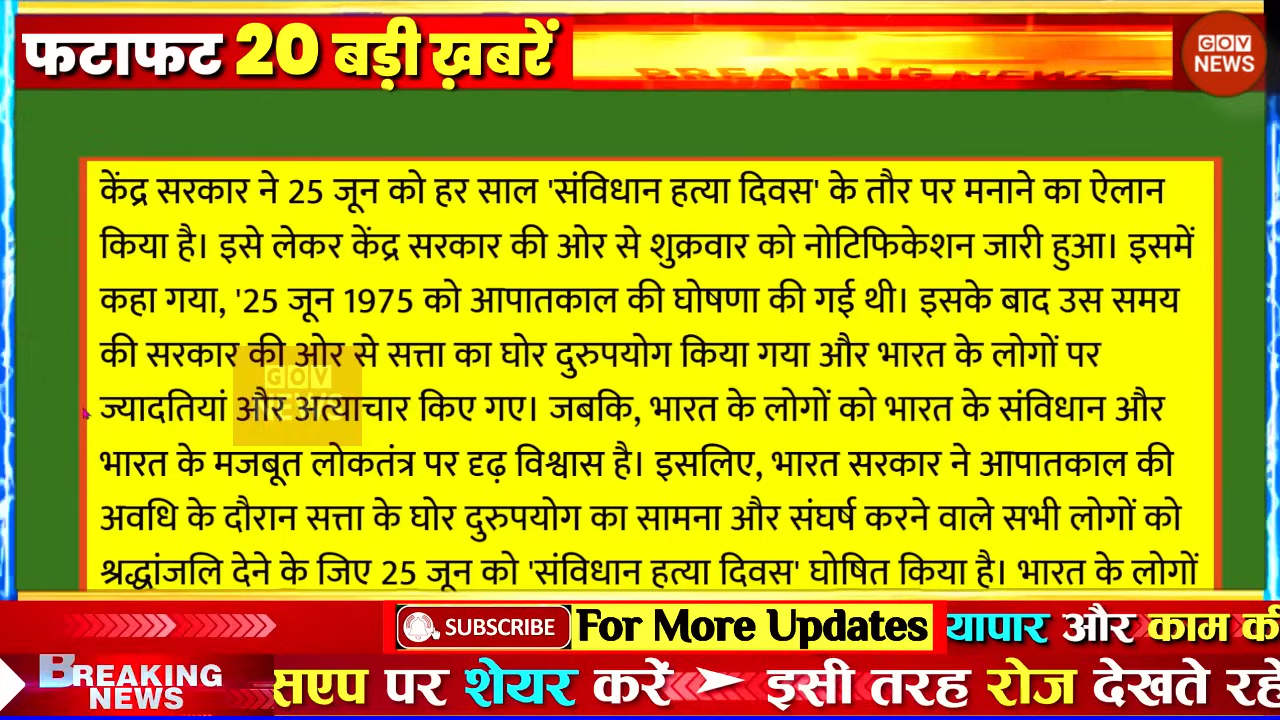 फटाफट 20 बड़ी ख़बरें
BREAKING NEWS
GOV
NEWS
केंद्र सरकार ने 25 जून को हर साल 'संविधान हत्या दिवस' के तौर पर मनाने का ऐलान
किया है। इसे लेकर केंद्र सरकार की ओर से शुक्रवार को नोटिफिकेशन जारी हुआ। इसमें
कहा गया, '25 जून 1975 को आपातकाल की घोषणा की गई थी। इसके बाद उस समय
की सरकार की ओर से सत्ता का घोर दुरुपयोग किया गया और भारत के लोगों पर
GOV
NEWS
ज्यादतियां और अत्याचार किए गए। जबकि, भारत के लोगों को भारत के संविधान और
भारत के मजबूत लोकतंत्र पर दृढ़ विश्वास है। इसलिए, भारत सरकार ने आपातकाल की
अवधि के दौरान सत्ता के घोर दुरुपयोग का सामना और संघर्ष करने वाले सभी लोगों को
श्रद्धांजलि देने के जिए 25 जून को 'संविधान हत्या दिवस' घोषित किया है। भारत के लोगों
SUBSCRIBE For More Updates यापार और काम की
BREAKING
NEWS
सएप पर शेयर करें ➤ इसी तरह रोज देखते रहे